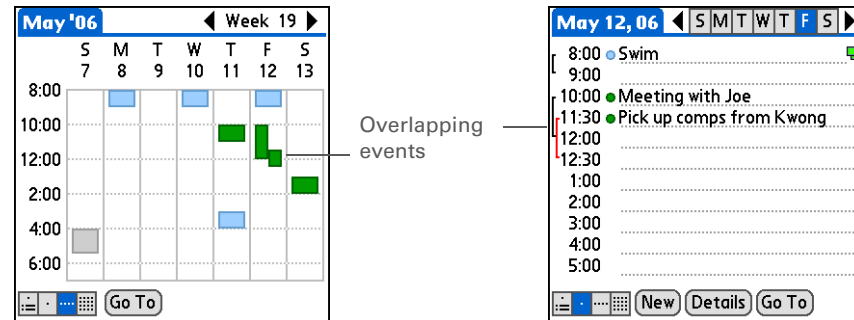 May '06 Week 19
S M T W T F S
7 8 9 10 11 12 13
8:00
10:00
12:00
2:00
4:00
6:00
Go To
Overlapping
events
May 12, 06 S M T W T F S
8:00 Swim
9:00
10:00 Meeting with Joe
11:30 Pick up comps from Kwong
12:00
12:30
1:00
2:00
3:00
4:00
5:00
New Details Go To